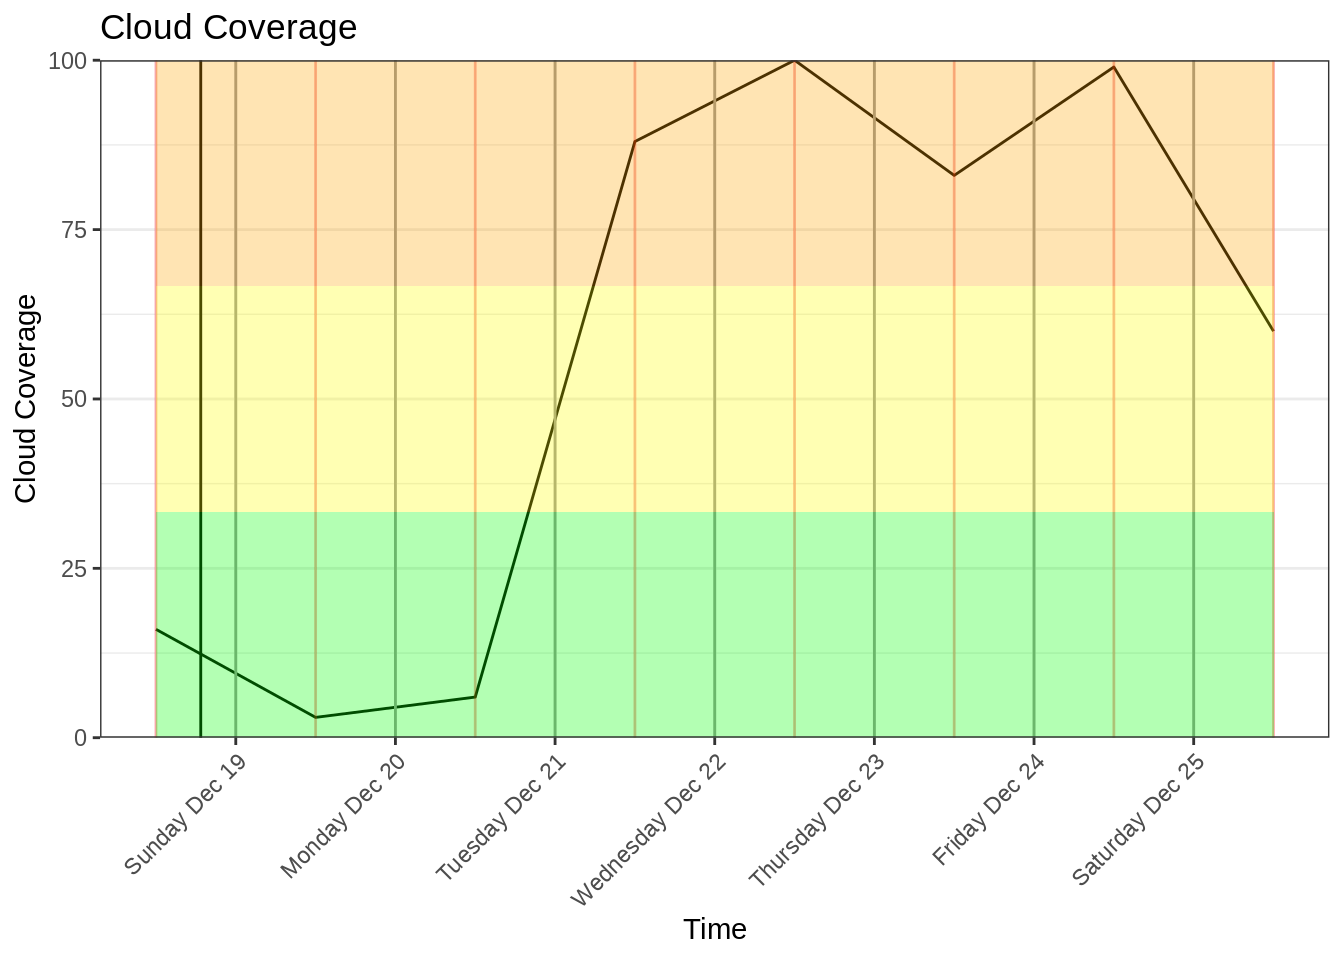 Cloud Coverage
100
75
50
25
0
Cloud Coverage
Sunday Dec 19
Monday Dec 20
Tuesday Dec 21
Wednesday Dec 22
Thursday Dec 23
Friday Dec 24
Saturday Dec 25
Time